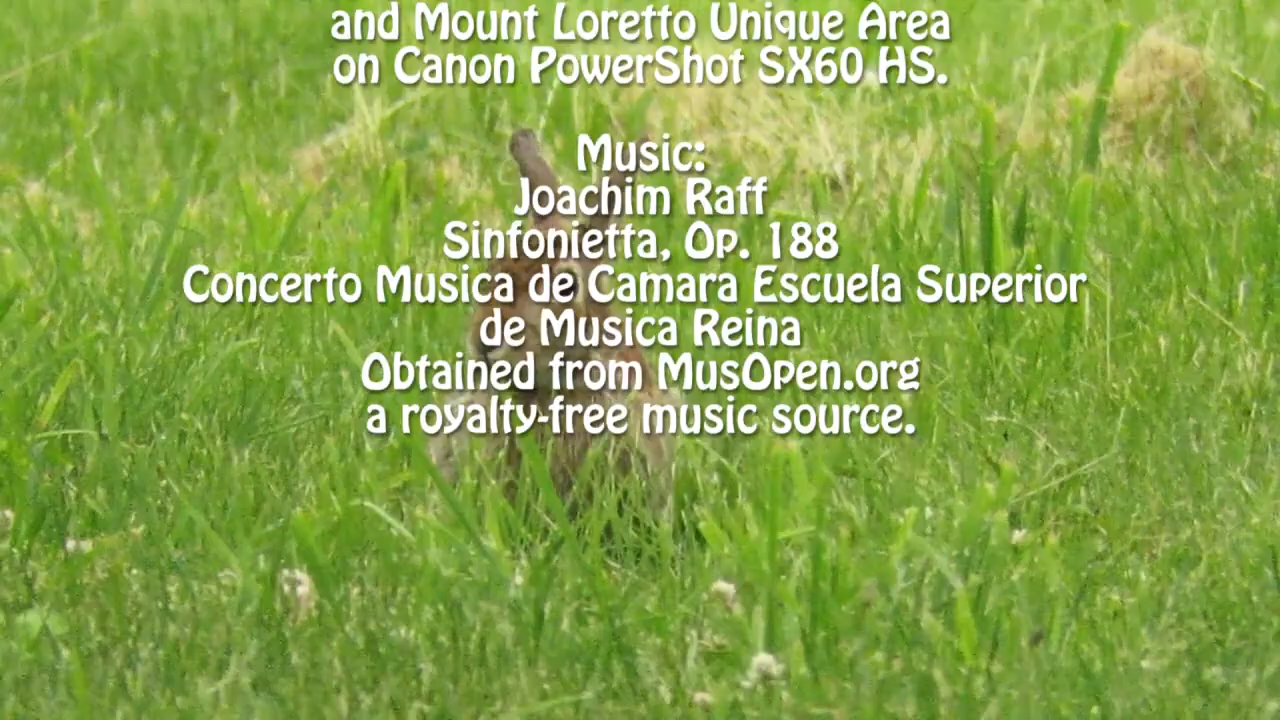 and Mount Loretto Unique Area
on Canon PowerShot SX60 HS.
Music:
Joachim Raff
Sinfonietta, Op. 188
Concerto Musica de Camara Escuela Superior
de Musica Reina
Obtained from MusOpen.org
a royalty-free music source.